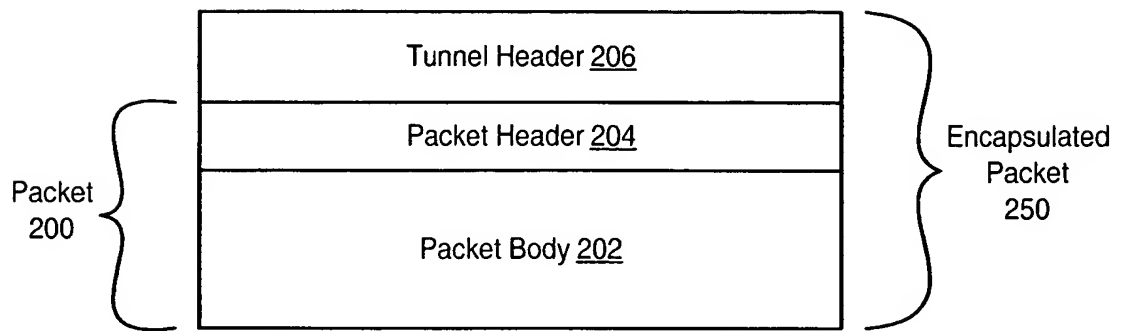 Tunnel Header 206
Packet Header 204
Packet Body 202
Packet
200
Encapsulated
Packet
250